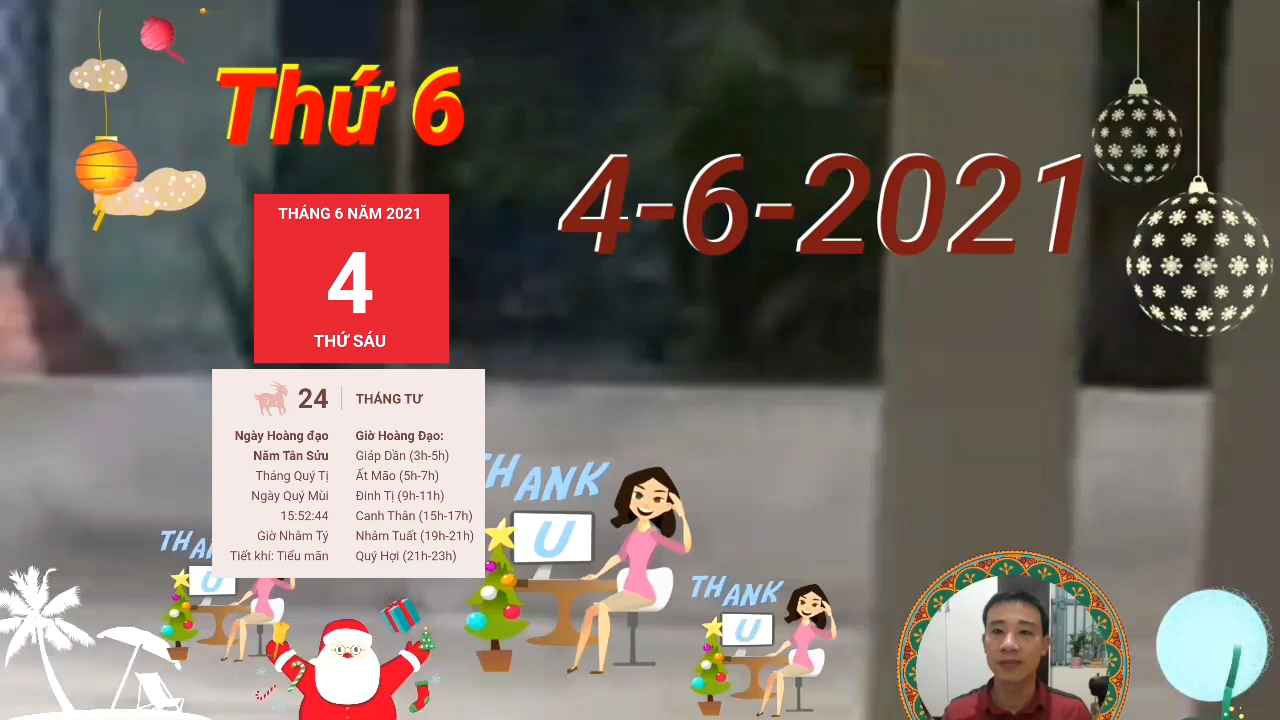 Thứ 6
4-6-2021
THÁNG 6 NĂM 2021
4
THỨ SÁU
24
THÁNG TƯ
Ngày Hoàng đạo
Năm Tân Sửu
Tháng Quý Tị
Ngày Quý Mùi
15:52:44
Giờ Nhâm Tý
Tiết khí: Tiểu mãn
Giờ Hoàng Đạo:
Giáp Dần (3h-5h)
Ất Mão (5h-7h)
Đinh Tị (9h-11h)
Canh Thân (15h-17h)
Nhâm Tuất (19h-21h)
Quý Hợi (21h-23h)
THANK
U
THANK
U
THANK
U